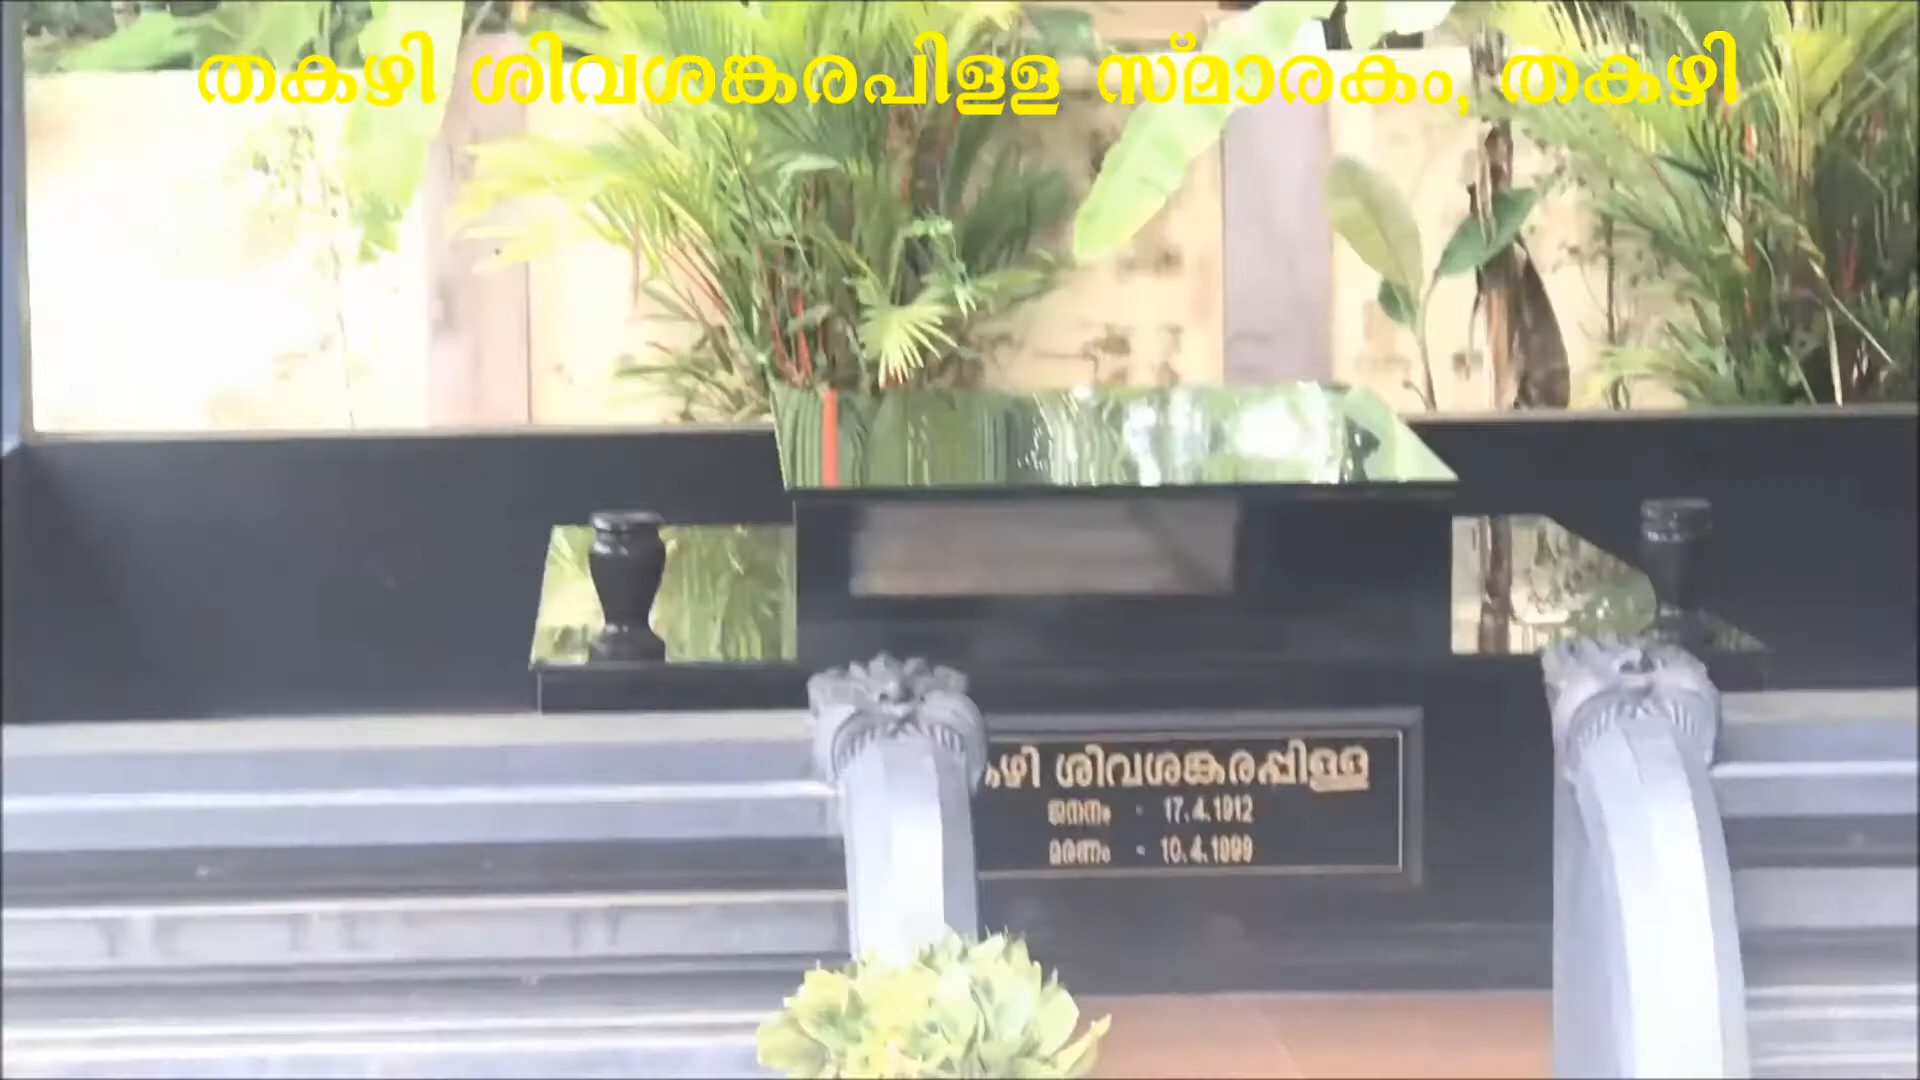 തകഴി ശിവശങ്കരപിള്ള സ്മാരകം, തകഴി
ശിവശങ്കരപ്പിള്ള
ജനനം - 17.4.1912
മരണം - 10.4.1999